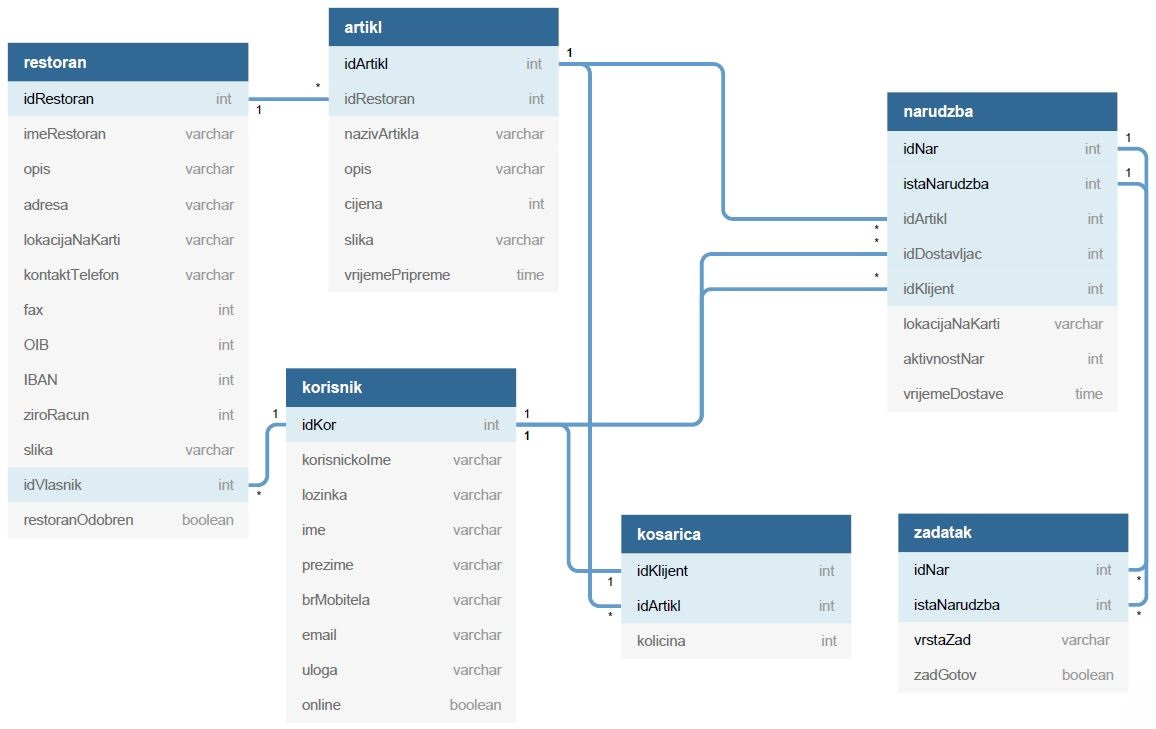 restoran
idRestoran int
imeRestoran varchar
opis varchar
adresa varchar
lokacijaNaKarti varchar
kontaktTelefon varchar
fax int
OIB int
IBAN int
ziroRacun int
slika varchar
idVlasnik int
restoranOdobren boolean
1
*
*
artikl
idArtikl int
idRestoran int
nazivArtikla varchar
opis varchar
cijena int
slika varchar
vrijemePripreme time
1
korisnik
idKor int
korisnickoIme varchar
lozinka varchar
ime varchar
prezime varchar
brMobitela varchar
email varchar
uloga varchar
online boolean
1
1
1
narudzba
idNar int
istaNarudzba int
idArtikl int
idDostavljac int
idKlijent int
lokacijaNaKarti varchar
aktivnostNar int
vrijemeDostave time
*
*
*
1
1
kosarica
idKlijent int
idArtikl int
kolicina int
1
*
zadatak
idNar int
istaNarudzba int
vrstaZad varchar
zadGotov boolean
*
*